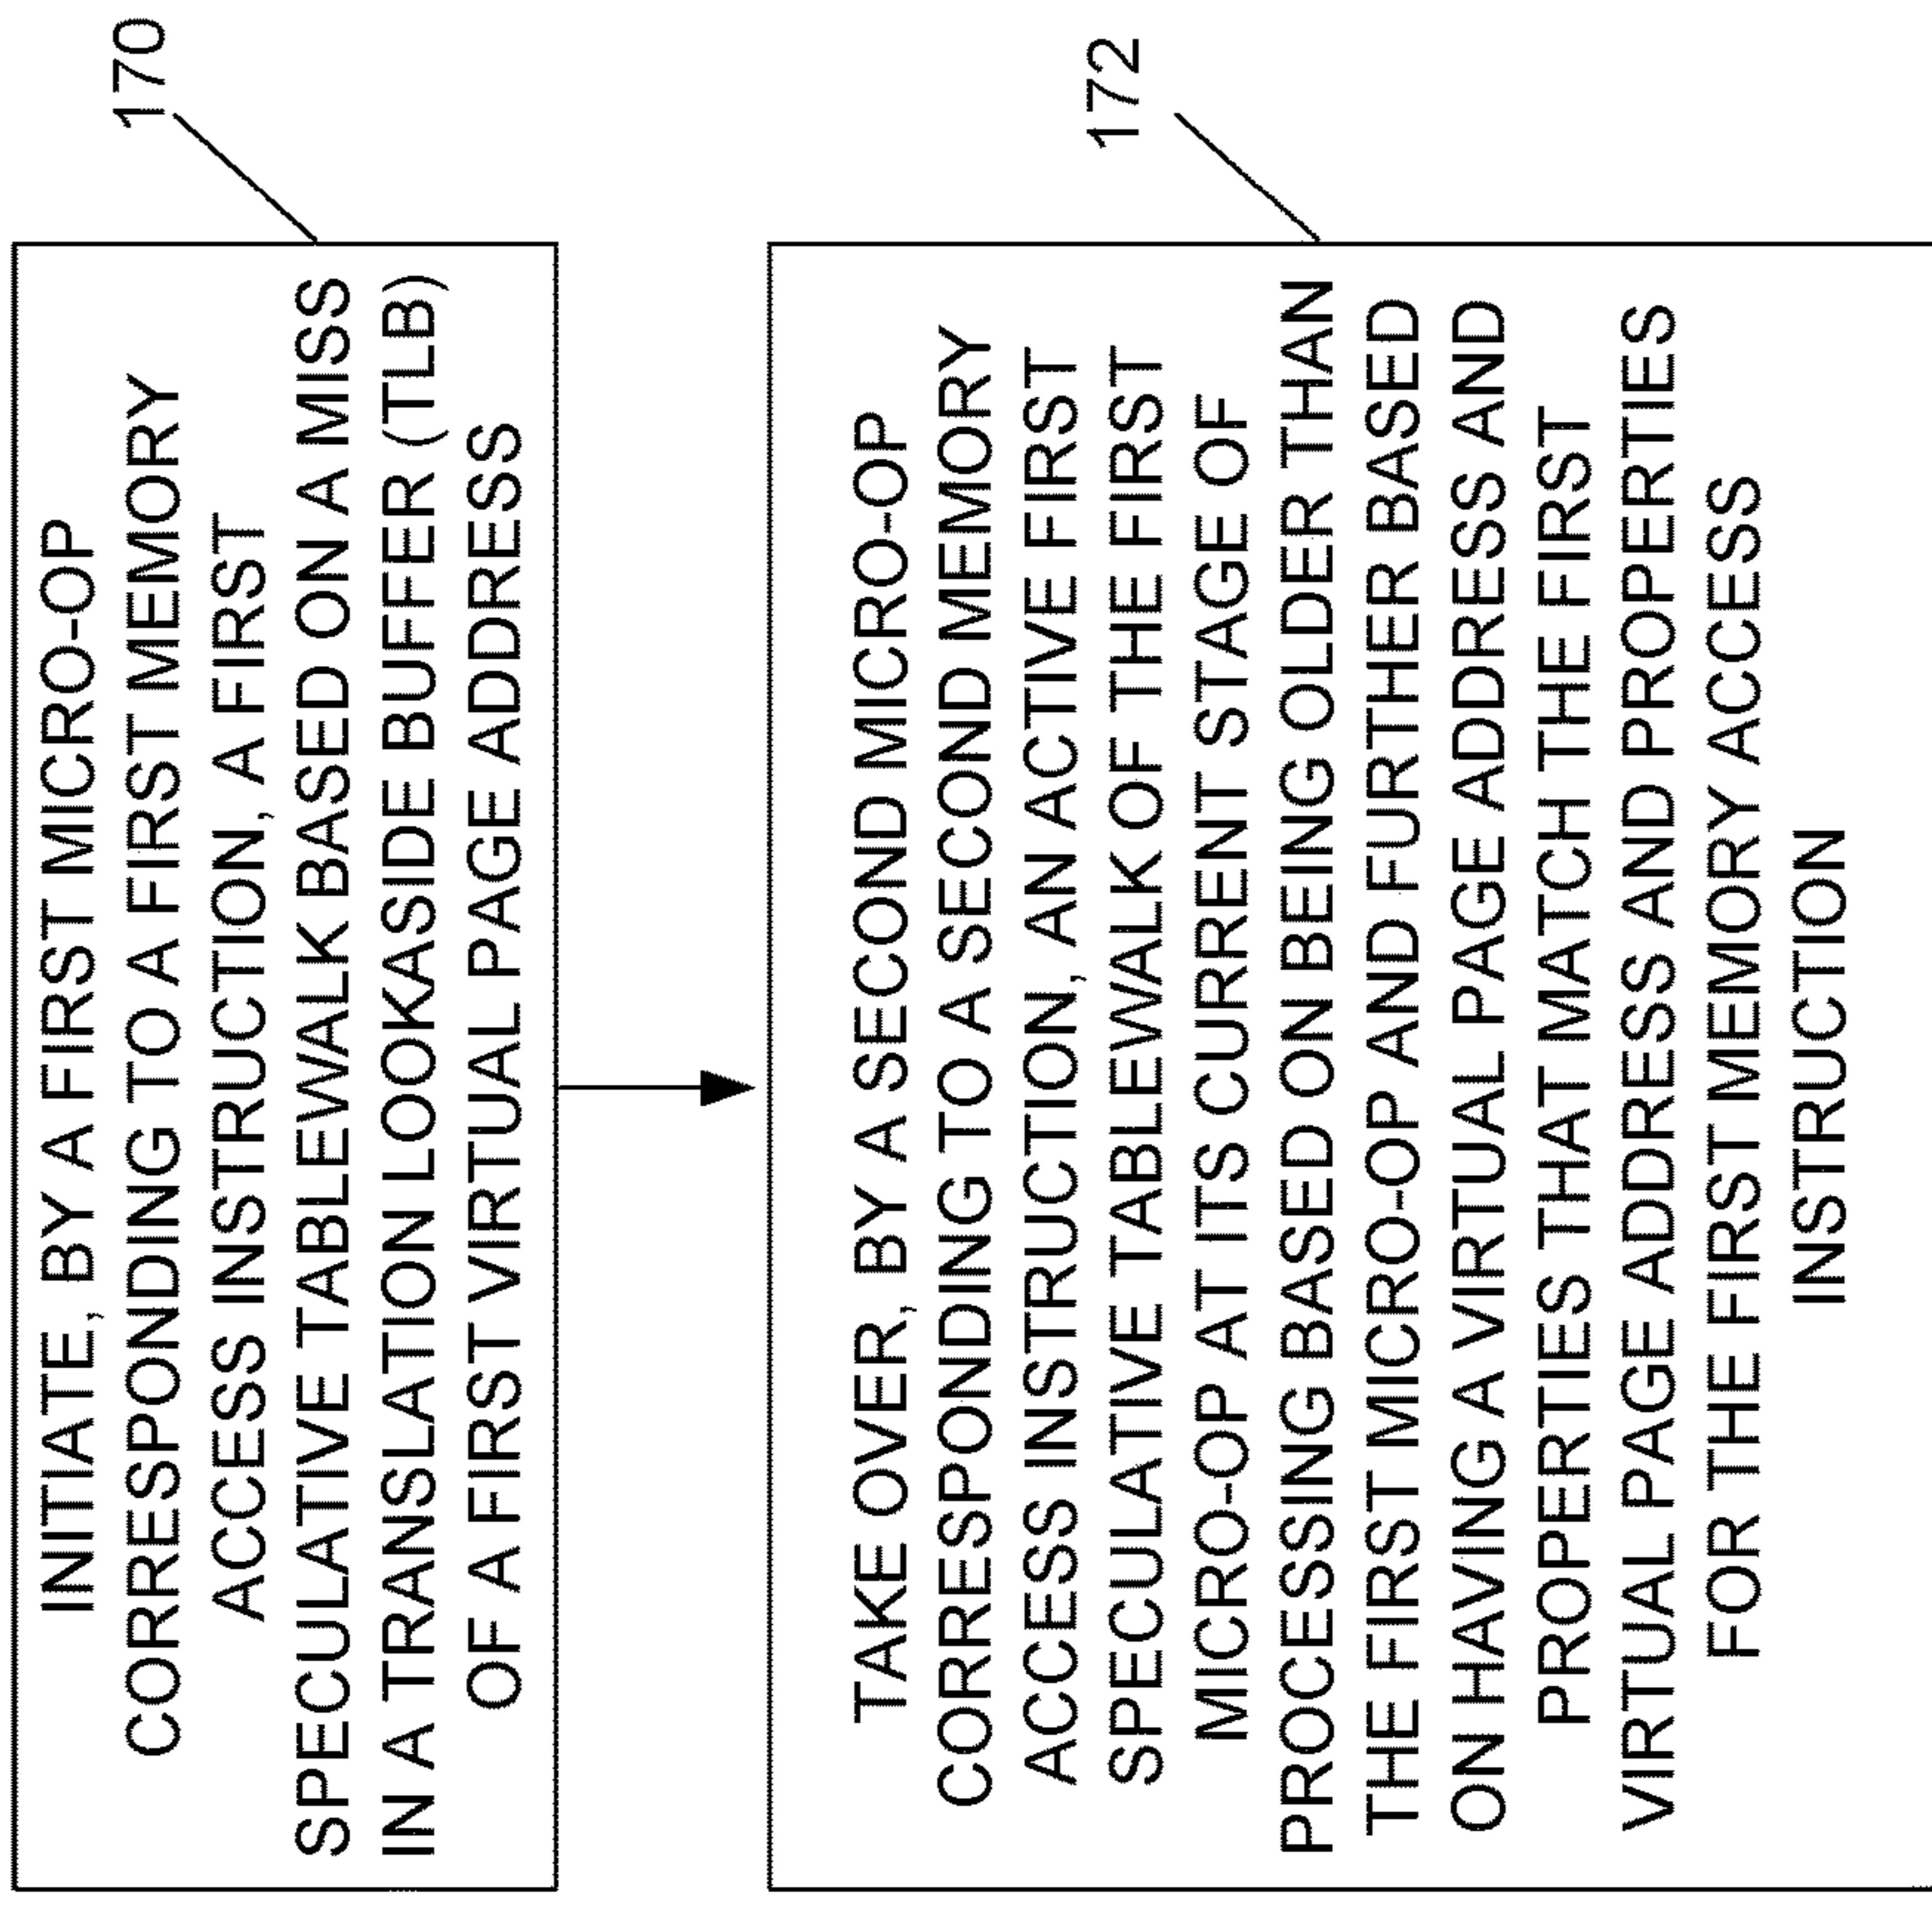 INITIATE, BY A FIRST MICRO-OP
CORRESPONDING TO A FIRST MEMORY
ACCESS INSTRUCTION, A FIRST
SPECULATIVE TABLEWALK BASED ON A MISS
IN A TRANSLATION LOOKASIDE BUFFER (TLB)
OF A FIRST VIRTUAL PAGE ADDRESS
170
TAKE OVER, BY A SECOND MICRO-OP
CORRESPONDING TO A SECOND MEMORY
ACCESS INSTRUCTION, AN ACTIVE FIRST
SPECULATIVE TABLEWALK OF THE FIRST
MICRO-OP AT ITS CURRENT STAGE OF
PROCESSING BASED ON BEING OLDER THAN
THE FIRST MICRO-OP AND FURTHER BASED
ON HAVING A VIRTUAL PAGE ADDRESS AND
PROPERTIES THAT MATCH THE FIRST
VIRTUAL PAGE ADDRESS AND PROPERTIES
FOR THE FIRST MEMORY ACCESS
INSTRUCTION
172